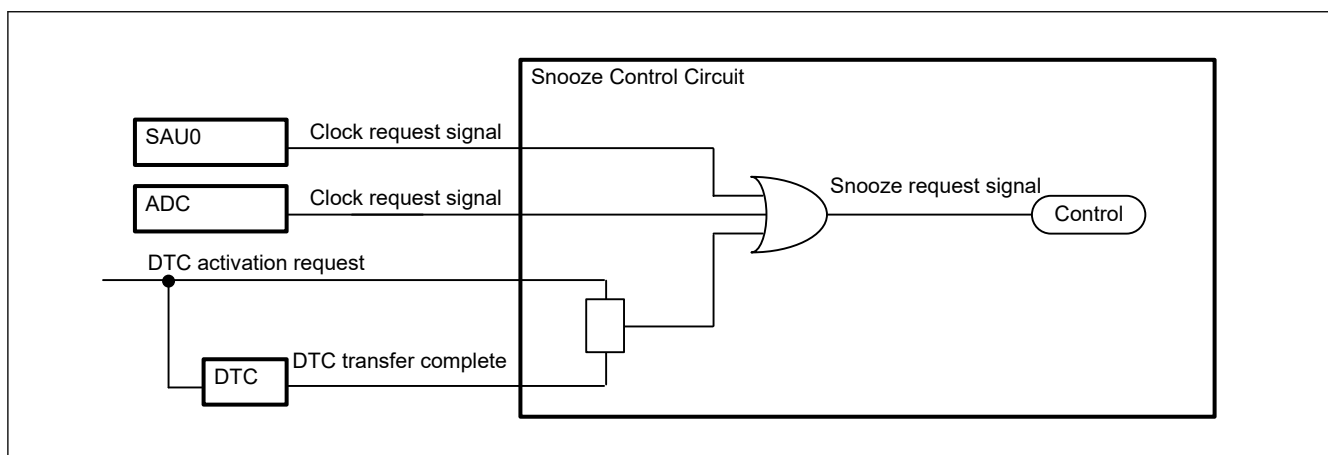 Snooze Control Circuit
SAU0
Clock request signal
ADC
Clock request signal
Snooze request signal
Control
DTC activation request
DTC
DTC transfer complete